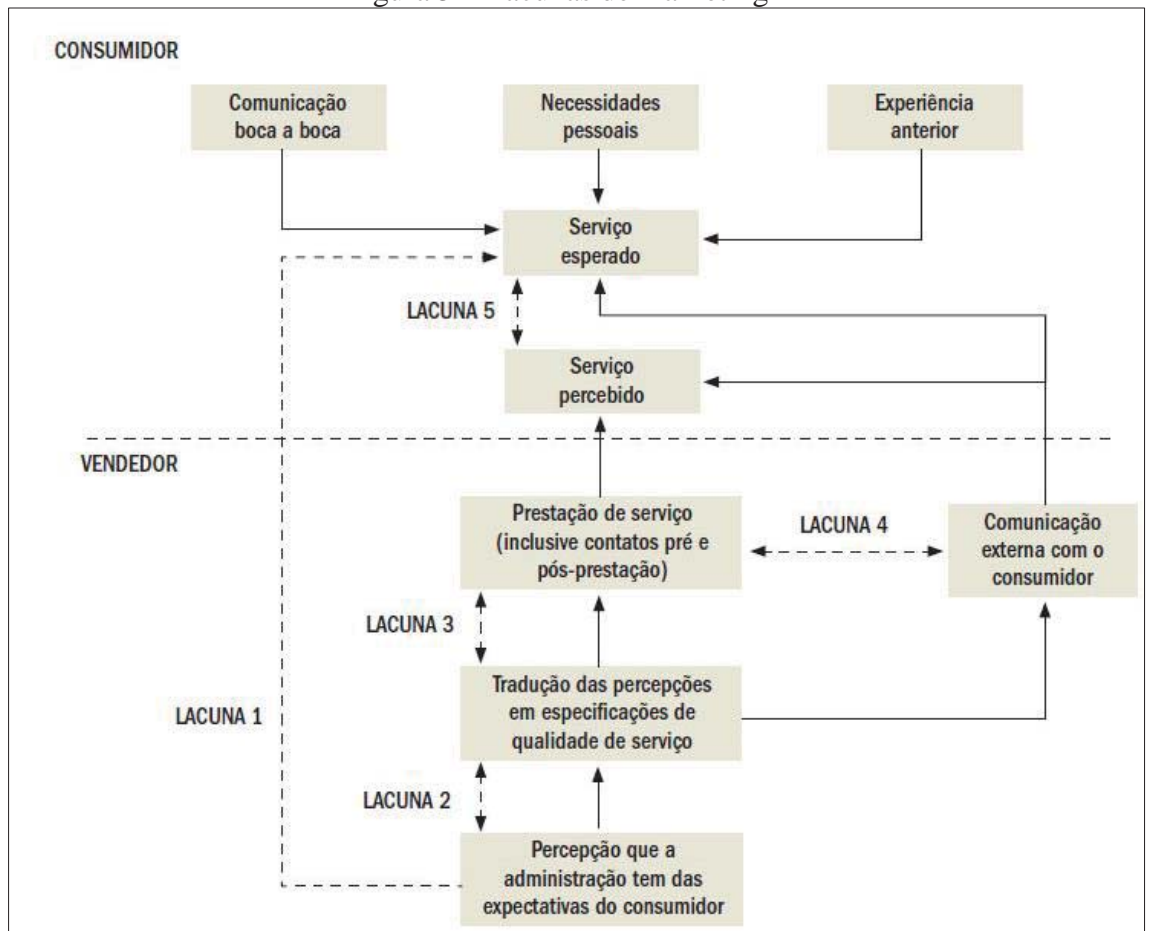 CONSUMIDOR
Comunicação
boca a boca
Necessidades
pessoais
Experiência
anterior
Serviço
esperado
LACUNA 5
Serviço
percebido
VENDEDOR
Prestação de serviço
(inclusive contatos pré e
pós-prestação)
LACUNA 4
Comunicação
externa com o
consumidor
LACUNA 3
Tradução das percepções
em especificações de
qualidade de serviço
LACUNA 1
LACUNA 2
Percepção que a
administração tem das
expectativas do consumidor